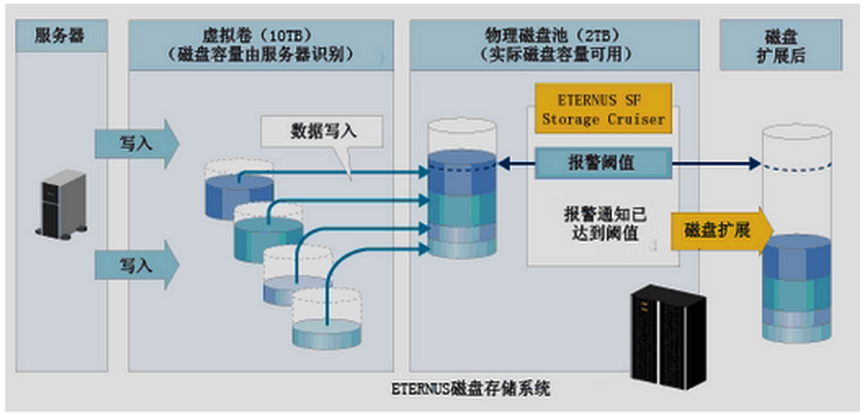 服务器
虚拟卷（10TB）
（磁盘容量由服务器识别）
物理磁盘池（2TB）
（实际磁盘容量可用）
磁盘
扩展后
ETERNUS SF
Storage Cruiser
数据写入
写入
报警阈值
报警通知已
达到阈值
磁盘扩展
写入
ETERNUS磁盘存储系统